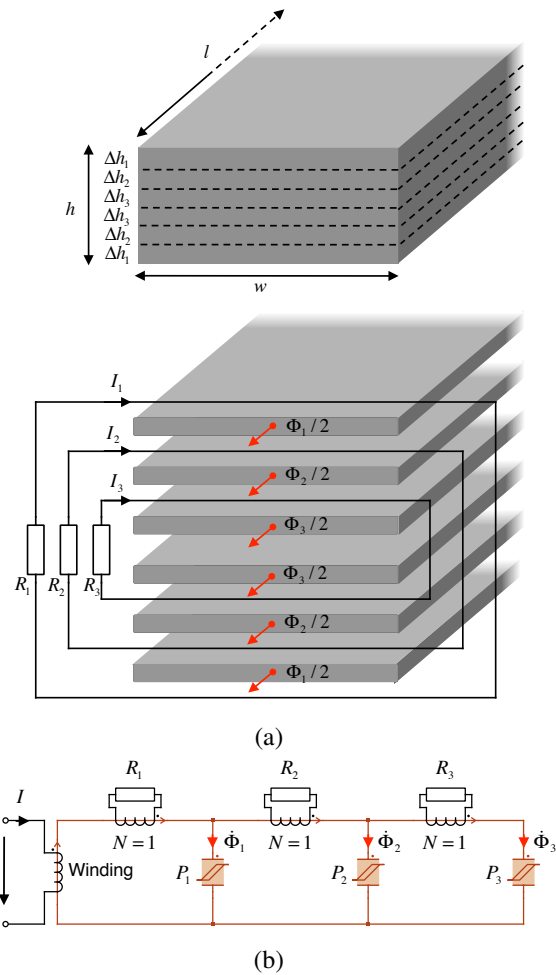 l
Δh₁
Δh₂
Δh₃
Δh₃
Δh₂
Δh₁
h
w
I₁
Φ₁ / 2
I₂
Φ₂ / 2
I₃
Φ₃ / 2
R₁ R₂ R₃
Φ₃ / 2
Φ₂ / 2
Φ₁ / 2
(a)
R₁ R₂ R₃
I
N = 1 N = 1 N = 1
Φ̇₁ Φ̇₂ Φ̇₃
Winding
P₁ P₂ P₃
(b)